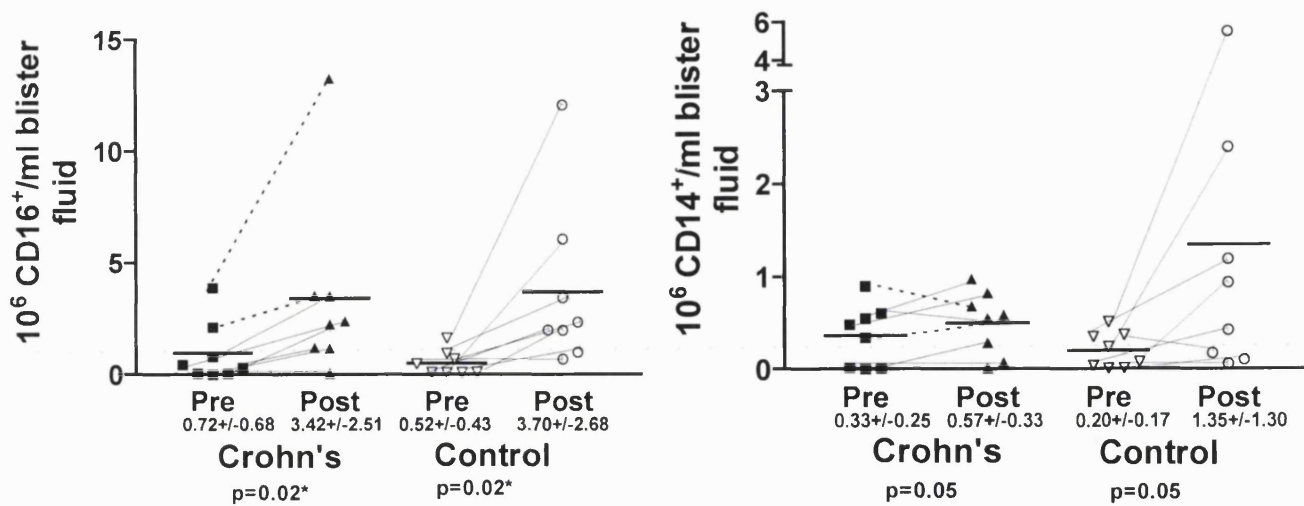 10⁶ CD16⁺/ml blister
fluid
15
10
5
0
Pre
Post
Pre
Post
0.72+/-0.68
3.42+/-2.51
0.52+/-0.43
3.70+/-2.68
Crohn's
Control
p=0.02*
p=0.02*
10⁶ CD14⁺/ml blister
fluid
6
4
3
2
1
0
Pre
Post
Pre
Post
0.33+/-0.25
0.57+/-0.33
0.20+/-0.17
1.35+/-1.30
Crohn's
Control
p=0.05
p=0.05